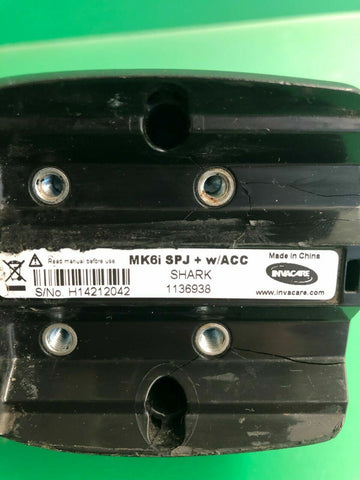 Read manual before use
MK6i SPJ + w/ACC
Made in China
SHARK
INVACARE
S/No. H14212042
1136938
www.invacare.com